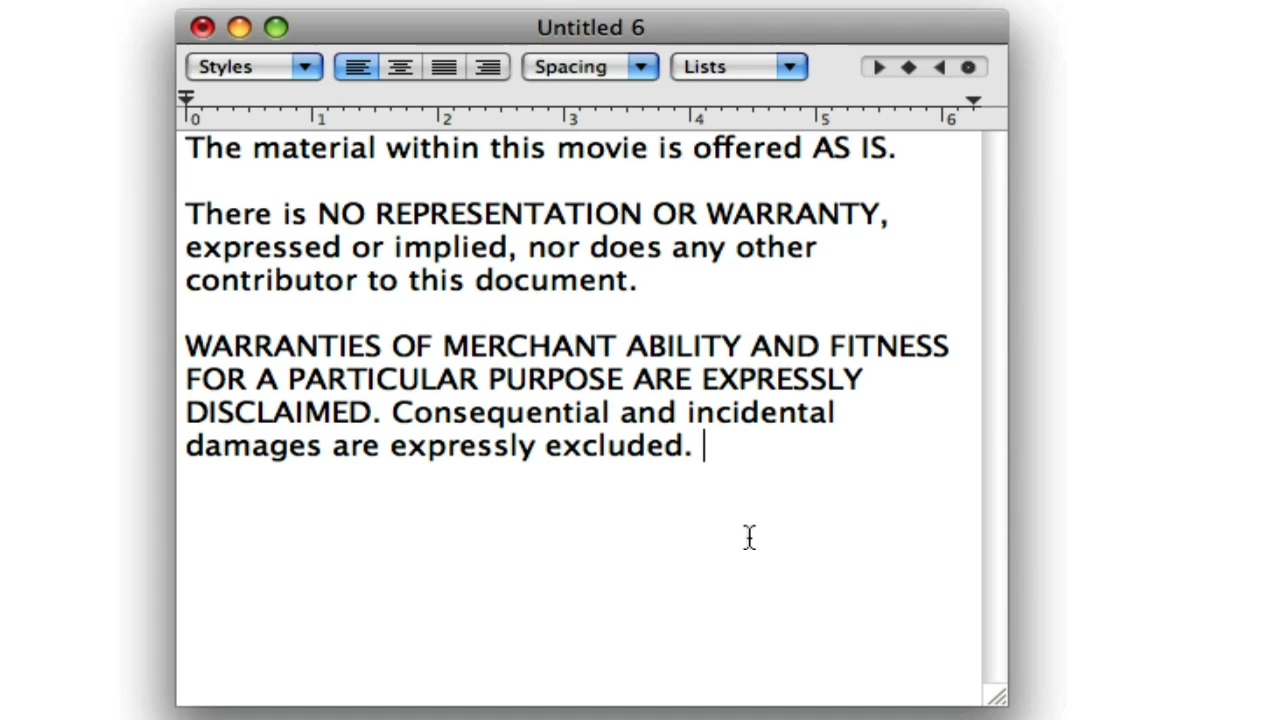 Untitled 6
Styles Spacing Lists
0 1 2 3 4 5 6
The material within this movie is offered AS IS.
There is NO REPRESENTATION OR WARRANTY,
expressed or implied, nor does any other
contributor to this document.
WARRANTIES OF MERCHANT ABILITY AND FITNESS
FOR A PARTICULAR PURPOSE ARE EXPRESSLY
DISCLAIMED. Consequential and incidental
damages are expressly excluded.